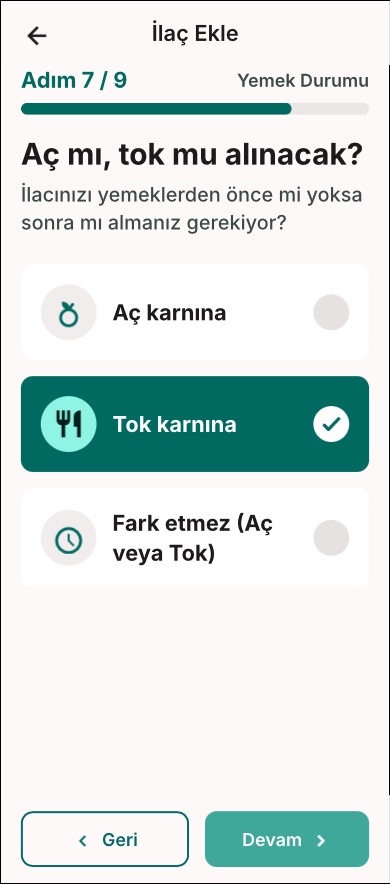 İlaç Ekle
Adım 7 / 9
Yemek Durumu
Aç mı, tok mu alınacak?
İlacınızı yemeklerden önce mi yoksa
sonra mı almanız gerekiyor?
Aç karnına
Tok karnına
Fark etmez (Aç
veya Tok)
Geri
Devam